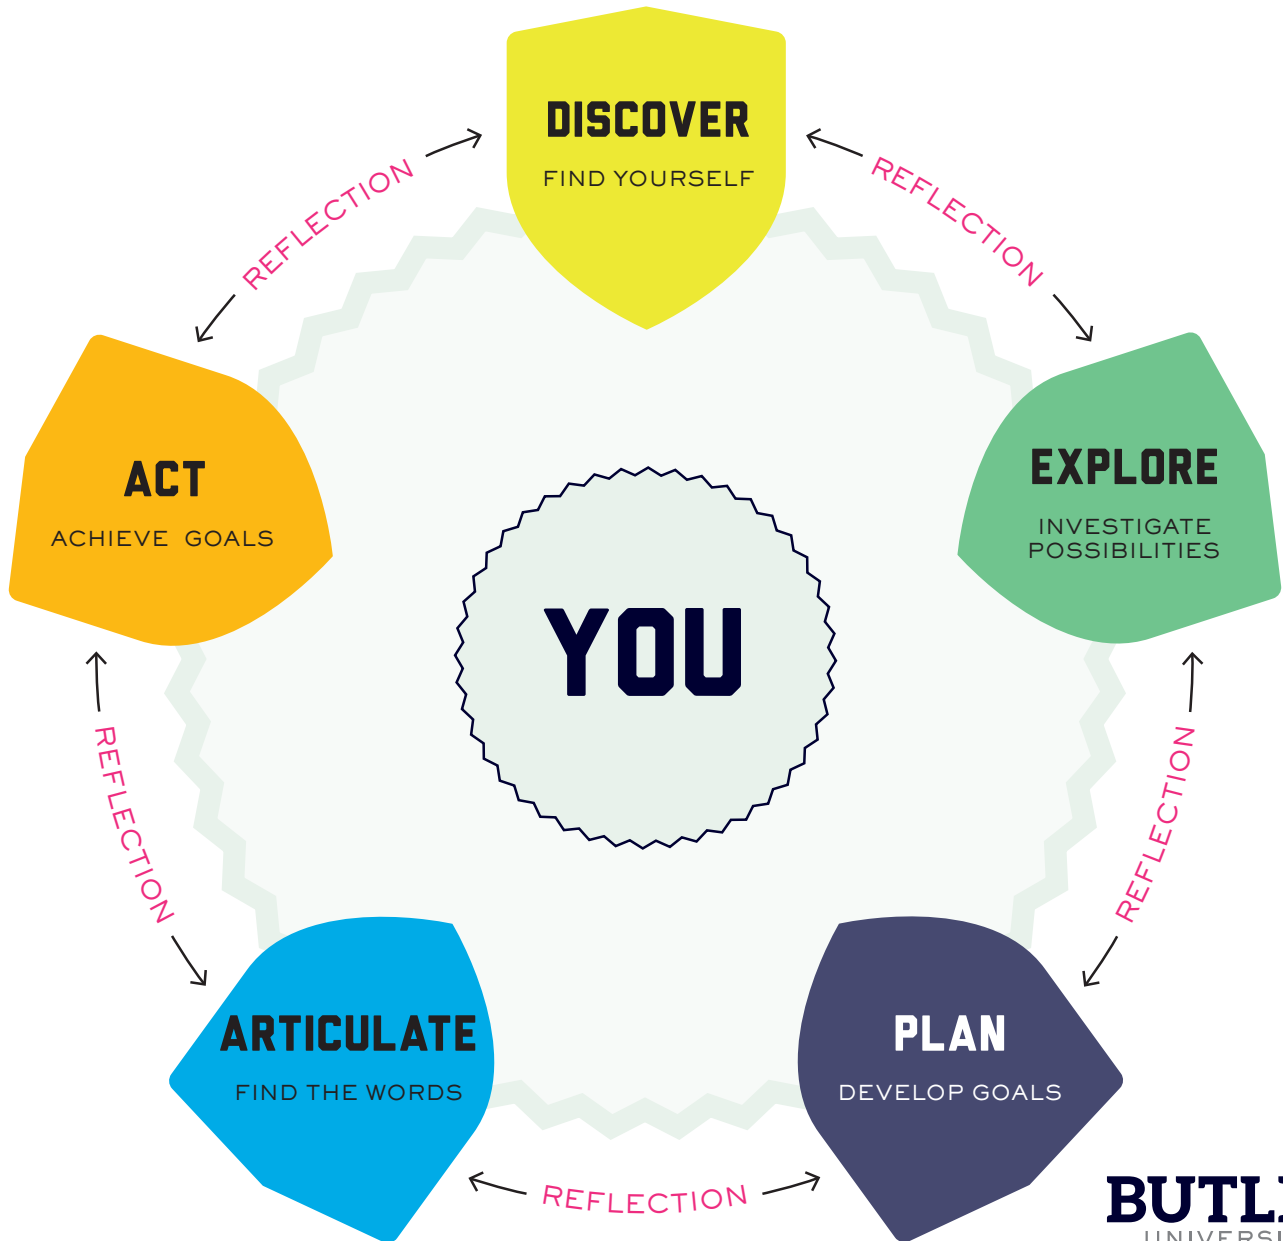 DISCOVER
FIND YOURSELF
REFLECTION
REFLECTION
EXPLORE
INVESTIGATE
POSSIBILITIES
ACT
ACHIEVE GOALS
YOU
REFLECTION
REFLECTION
PLAN
DEVELOP GOALS
ARTICULATE
FIND THE WORDS
REFLECTION